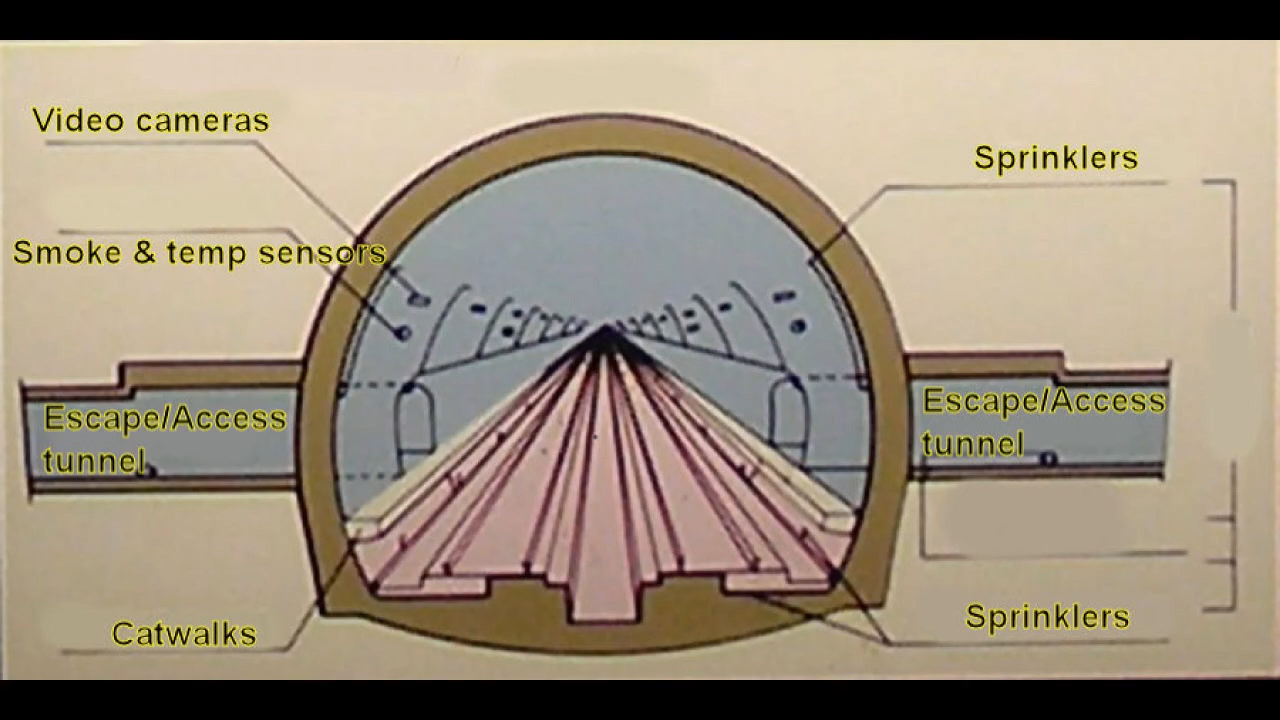 Video cameras
Smoke & temp sensors
Escape/Access
tunnel
Catwalks
Sprinklers
Escape/Access
tunnel
Sprinklers